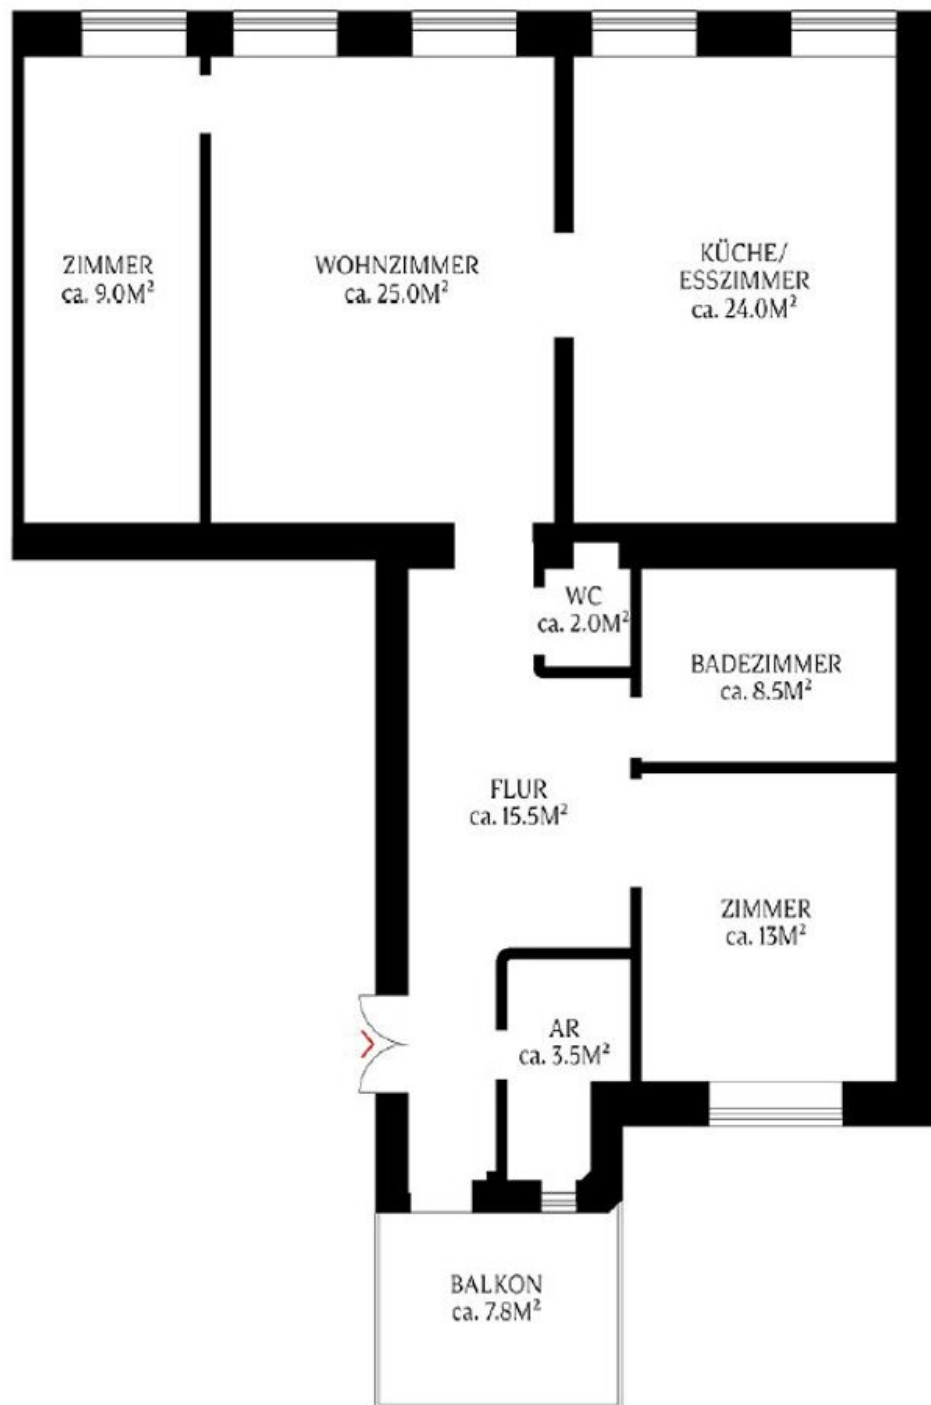 ZIMMER
ca. 9.0M²
WOHNZIMMER
ca. 25.0M²
KÜCHE/
ESSZIMMER
ca. 24.0M²
WC
ca. 2.0M²
BADEZIMMER
ca. 8.5M²
FLUR
ca. 15.5M²
ZIMMER
ca. 13M²
AR
ca. 3.5M²
BALKON
ca. 7.8M²